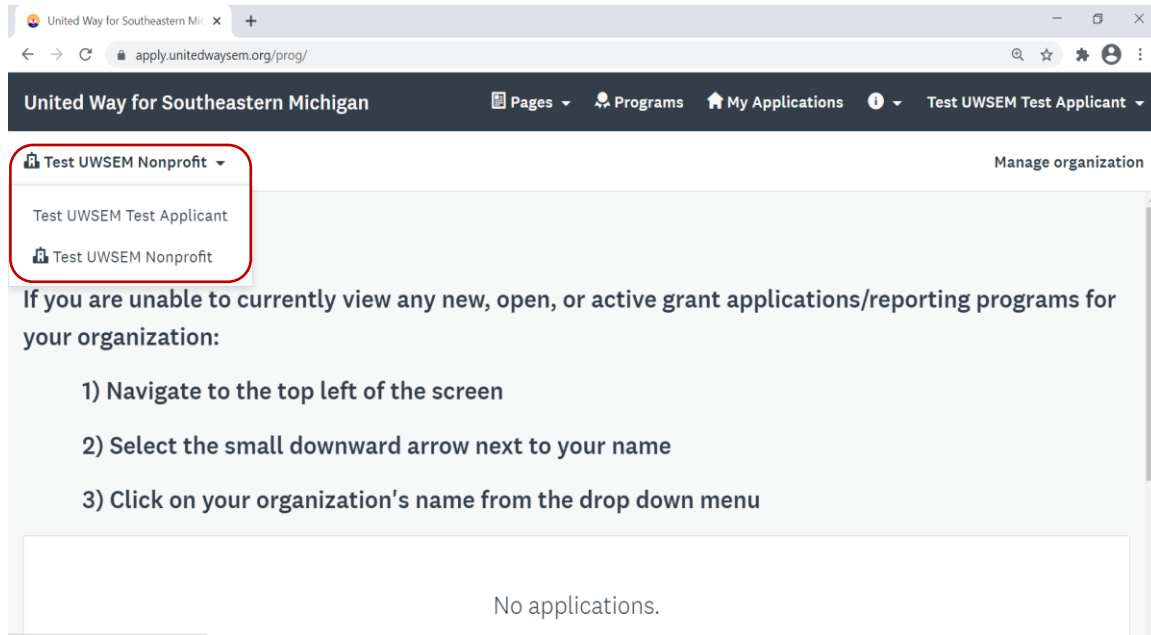 United Way for Southeastern Mic
apply.unitedwaysem.org/prog/
United Way for Southeastern Michigan Pages Programs My Applications Test UWSEM Test Applicant
Test UWSEM Nonprofit Manage organization
Test UWSEM Test Applicant
Test UWSEM Nonprofit
If you are unable to currently view any new, open, or active grant applications/reporting programs for
your organization:
1) Navigate to the top left of the screen
2) Select the small downward arrow next to your name
3) Click on your organization's name from the drop down menu
No applications.